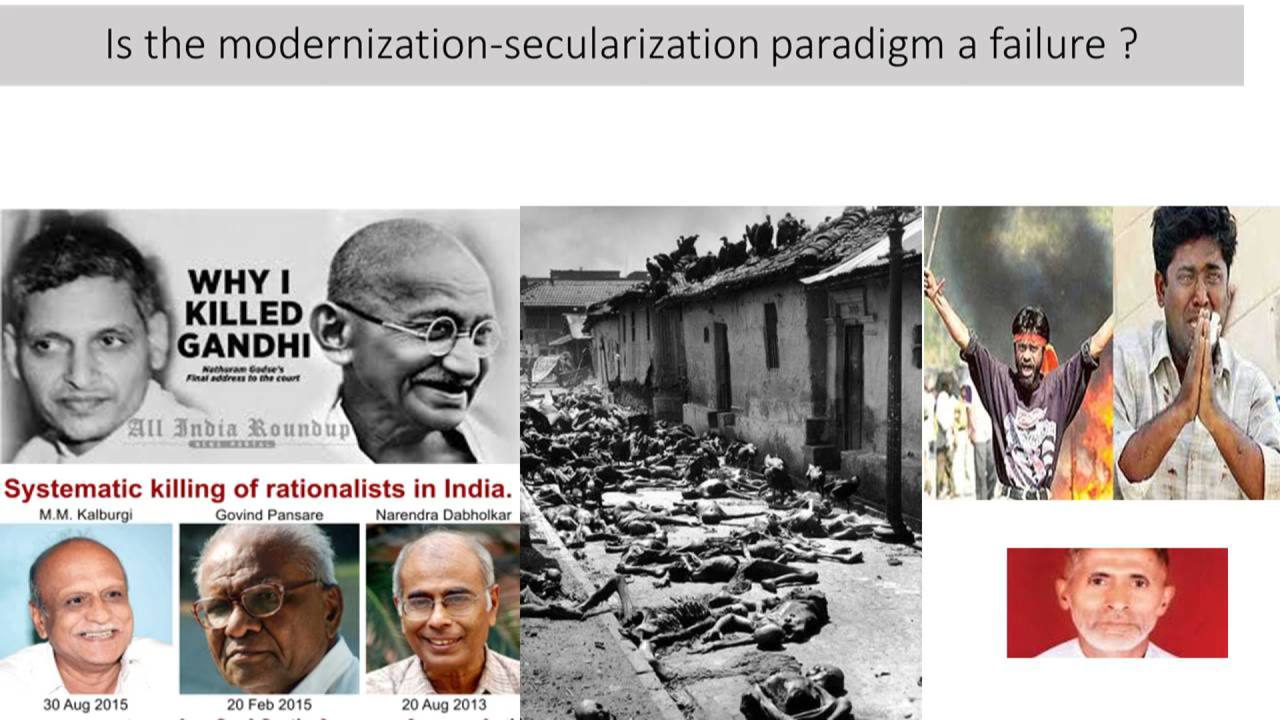 Is the modernization-secularization paradigm a failure ?
WHY I
KILLED
GANDHI
Nathuram Godse's
Final address to the court
All India Roundup
NEWS PORTAL
Systematic killing of rationalists in India.
M.M. Kalburgi Govind Pansare Narendra Dabholkar
30 Aug 2015 20 Feb 2015 20 Aug 2013